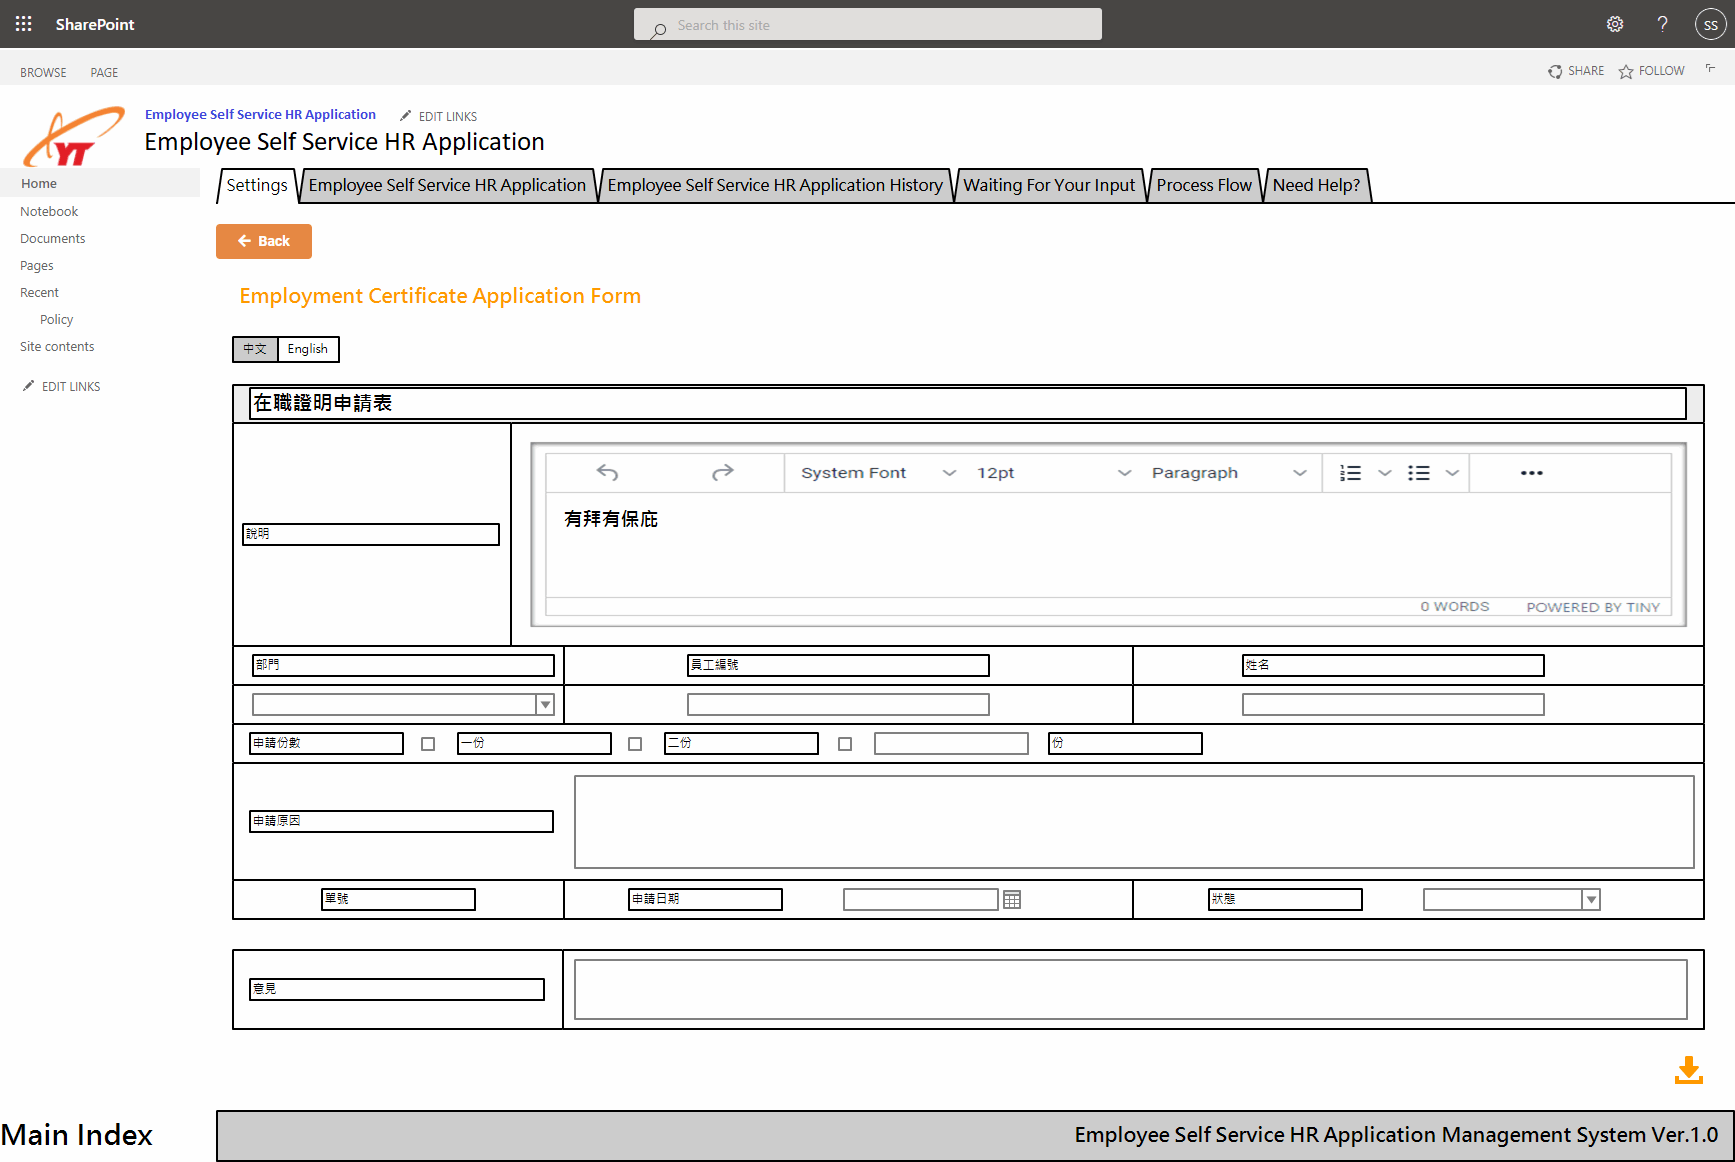 SharePoint
Search this site
?
SS
BROWSE PAGE
SHARE FOLLOW
YT
Employee Self Service HR Application
EDIT LINKS
Employee Self Service HR Application
Home
Notebook
Documents
Pages
Recent
Policy
Site contents
EDIT LINKS
Settings Employee Self Service HR Application Employee Self Service HR Application History Waiting For Your Input Process Flow Need Help?
Back
Employment Certificate Application Form
中文 English
在職證明申請表
說明
System Font 12pt Paragraph
有拜有保庇
0 WORDS POWERED BY TINY
部門 員工編號 姓名
申請份數 一份 二份 份
申請原因
單號 申請日期 狀態
意見
Main Index
Employee Self Service HR Application Management System Ver.1.0